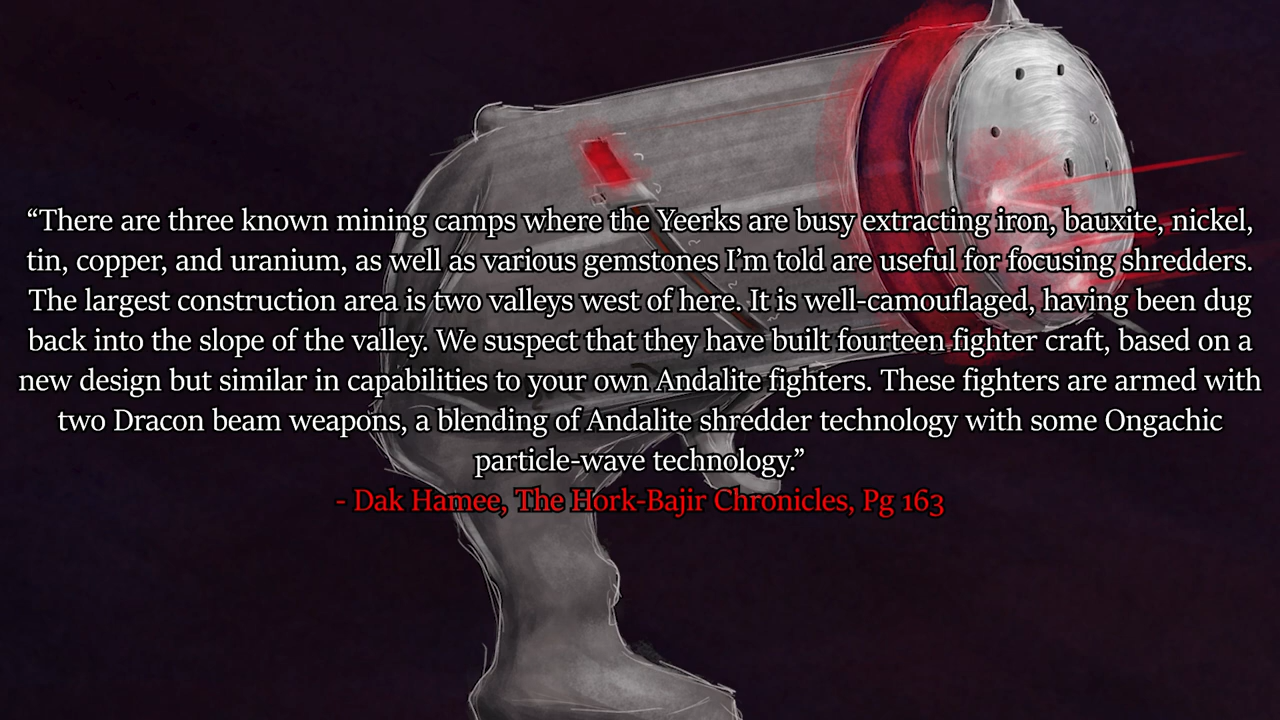 “There are three known mining camps where the Yeerks are busy extracting iron, bauxite, nickel,
tin, copper, and uranium, as well as various gemstones I’m told are useful for focusing shredders.
The largest construction area is two valleys west of here. It is well-camouflaged, having been dug
back into the slope of the valley. We suspect that they have built fourteen fighter craft, based on a
new design but similar in capabilities to your own Andalite fighters. These fighters are armed with
two Dracon beam weapons, a blending of Andalite shredder technology with some Ongachic
particle-wave technology.”
- Dak Hamee, The Hork-Bajir Chronicles, Pg 163